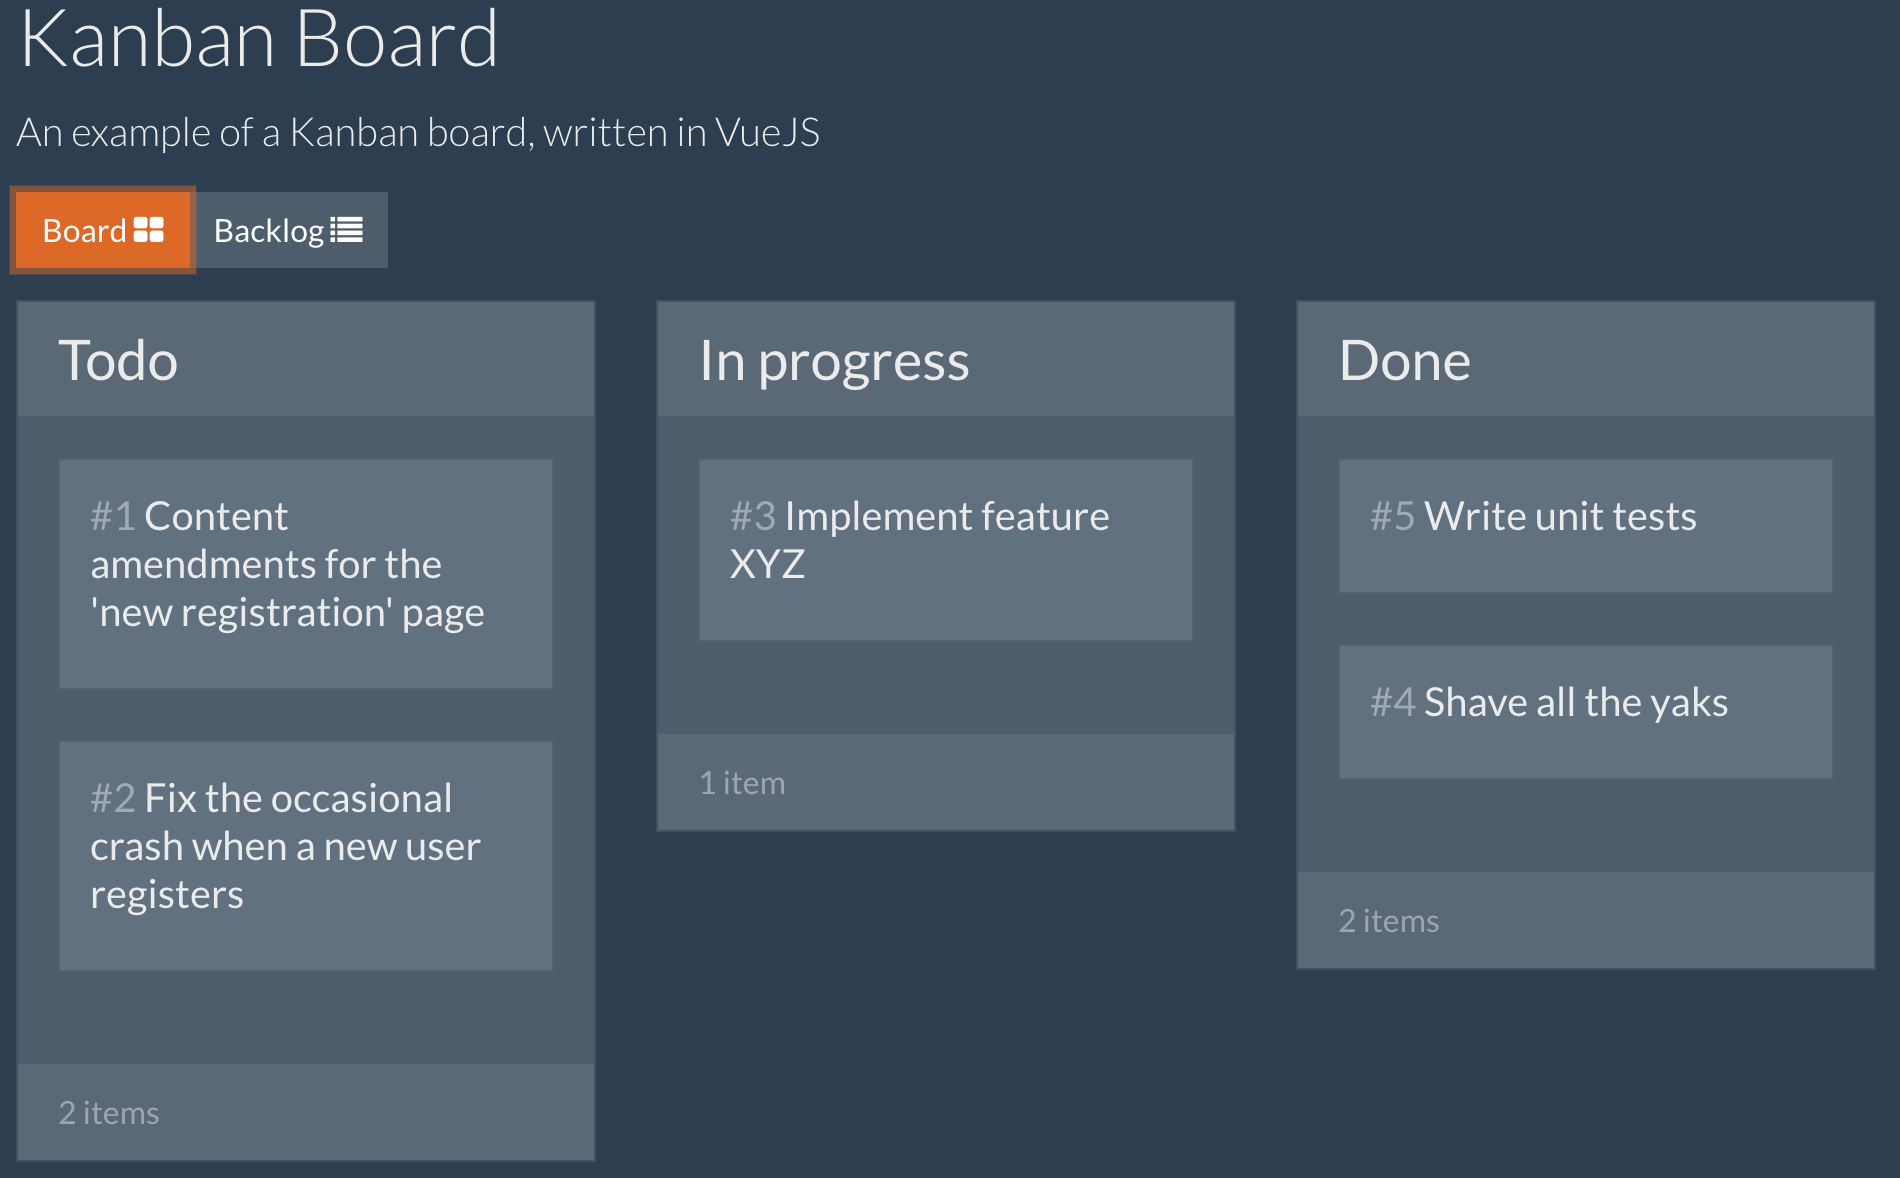 Kanban Board
An example of a Kanban board, written in VueJS
Board
Backlog
Todo
#1 Content
amendments for the
'new registration' page
#2 Fix the occasional
crash when a new user
registers
2 items
In progress
#3 Implement feature
XYZ
1 item
Done
#5 Write unit tests
#4 Shave all the yaks
2 items